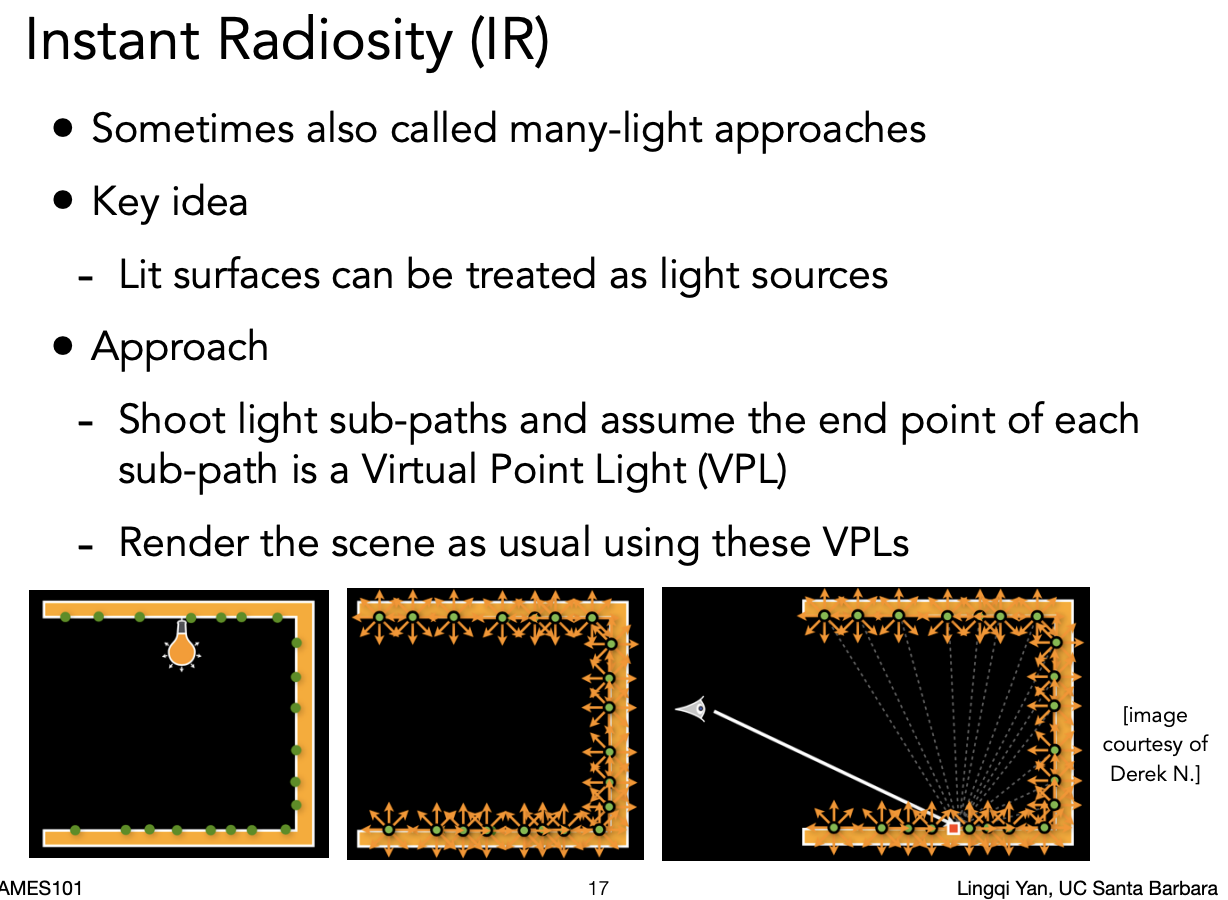 Instant Radiosity (IR)
• Sometimes also called many-light approaches
• Key idea
- Lit surfaces can be treated as light sources
• Approach
- Shoot light sub-paths and assume the end point of each
sub-path is a Virtual Point Light (VPL)
- Render the scene as usual using these VPLs
[image
courtesy of
Derek N.]
AMES101
17
Lingqi Yan, UC Santa Barbara